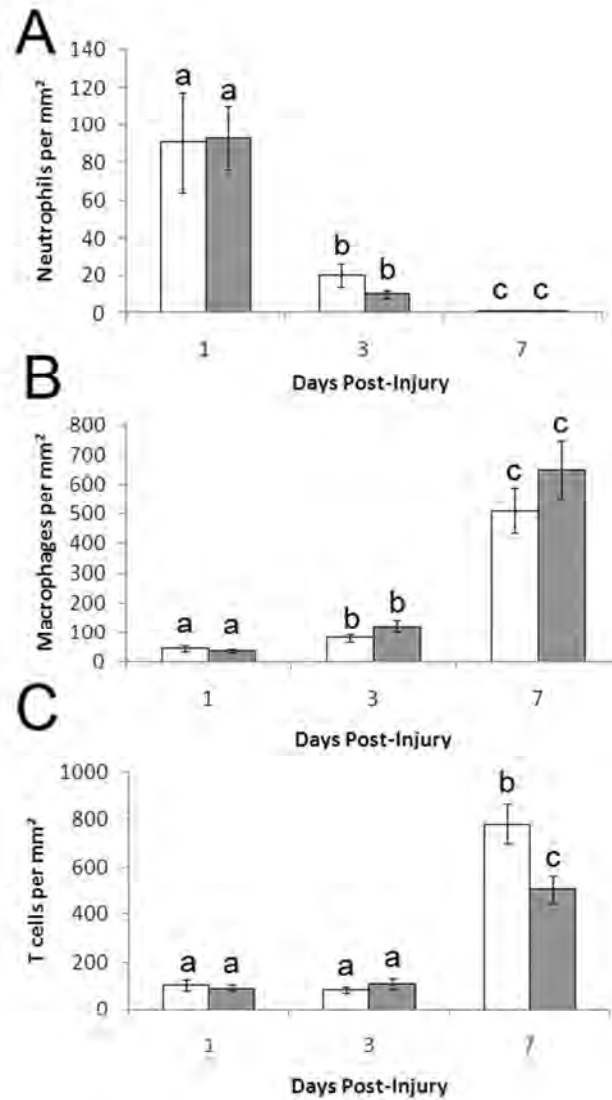 A
Neutrophils per mm²
140
120
100
80
60
40
20
0
a a
b b
c c
1 3 7
Days Post-Injury
B
Macrophages per mm²
800
700
600
500
400
300
200
100
0
a a
b b
c c
1 3 7
Days Post-Injury
C
T cells per mm²
1000
800
600
400
200
0
a a
a a
b c
1 3 7
Days Post-Injury